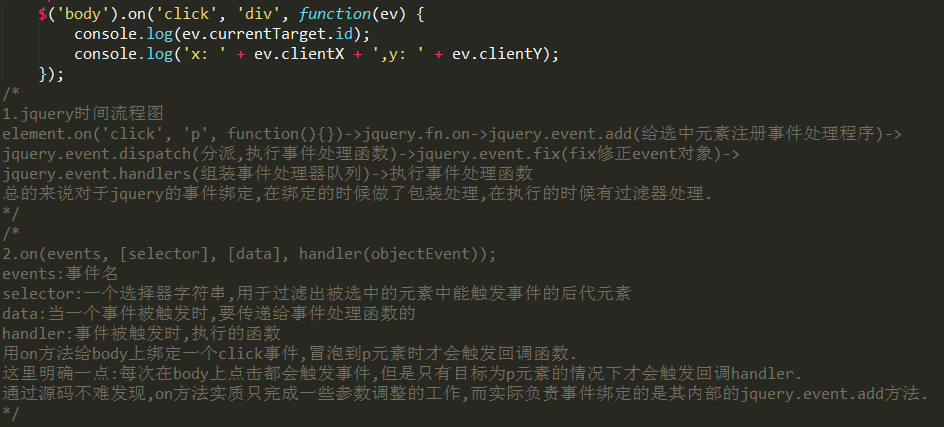 $('body').on('click', 'div', function(ev) {
console.log(ev.currentTarget.id);
console.log('x: ' + ev.clientX + ',y: ' + ev.clientY);
});
/*
1.jquery时间流程图
element.on('click', 'p', function(){})->jquery.fn.on->jquery.event.add(给选中元素注册事件处理程序)->
jquery.event.dispatch(分派,执行事件处理函数)->jquery.event.fix(fix修正event对象)->
jquery.event.handlers(组装事件处理器队列)->执行事件处理函数
总的来说对于jquery的事件绑定,在绑定的时候做了包装处理,在执行的时候有过滤器处理.
*/
/*
2.on(events, [selector], [data], handler(objectEvent));
events:事件名
selector:一个选择器字符串,用于过滤出被选中的元素中能触发事件的后代元素
data:当一个事件被触发时,要传递给事件处理函数的
handler:事件被触发时,执行的函数
用on方法给body上绑定一个click事件,冒泡到p元素时才会触发回调函数.
这里明确一点:每次在body上点击都会触发事件,但是只有目标为p元素的情况下才会触发回调handler.
通过源码不难发现,on方法实质只完成一些参数调整的工作,而实际负责事件绑定的是其内部的jquery.event.add方法.
*/